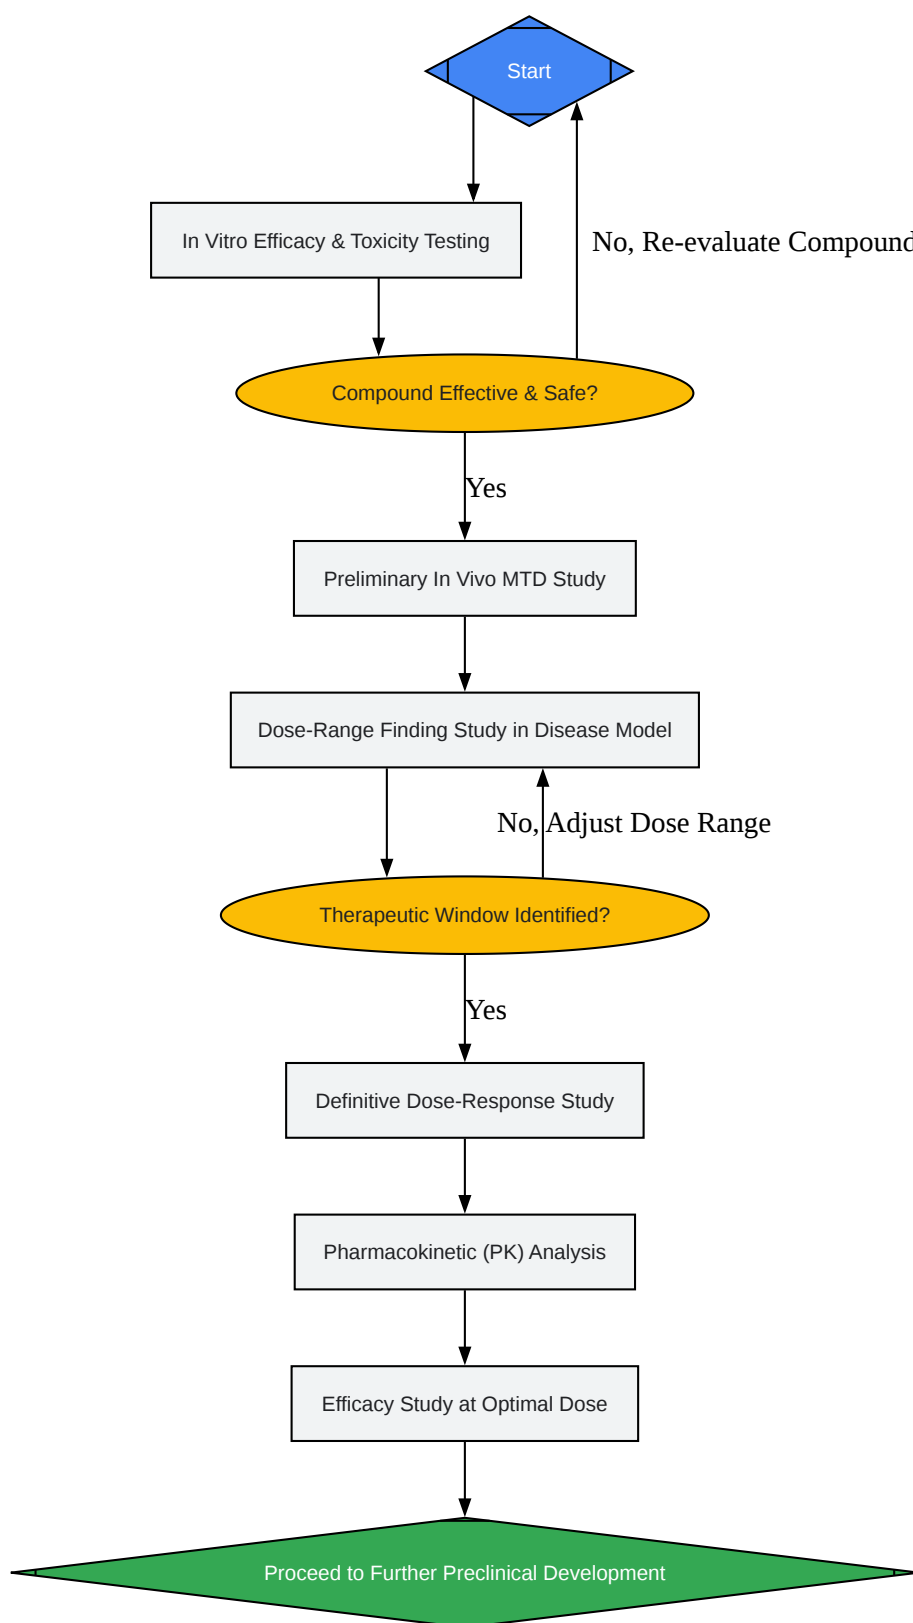 Start
In Vitro Efficacy & Toxicity Testing
No, Re-evaluate Compound
Compound Effective & Safe?
Yes
Preliminary In Vivo MTD Study
Dose-Range Finding Study in Disease Model
No, Adjust Dose Range
Therapeutic Window Identified?
Yes
Definitive Dose-Response Study
Pharmacokinetic (PK) Analysis
Efficacy Study at Optimal Dose
Proceed to Further Preclinical Development